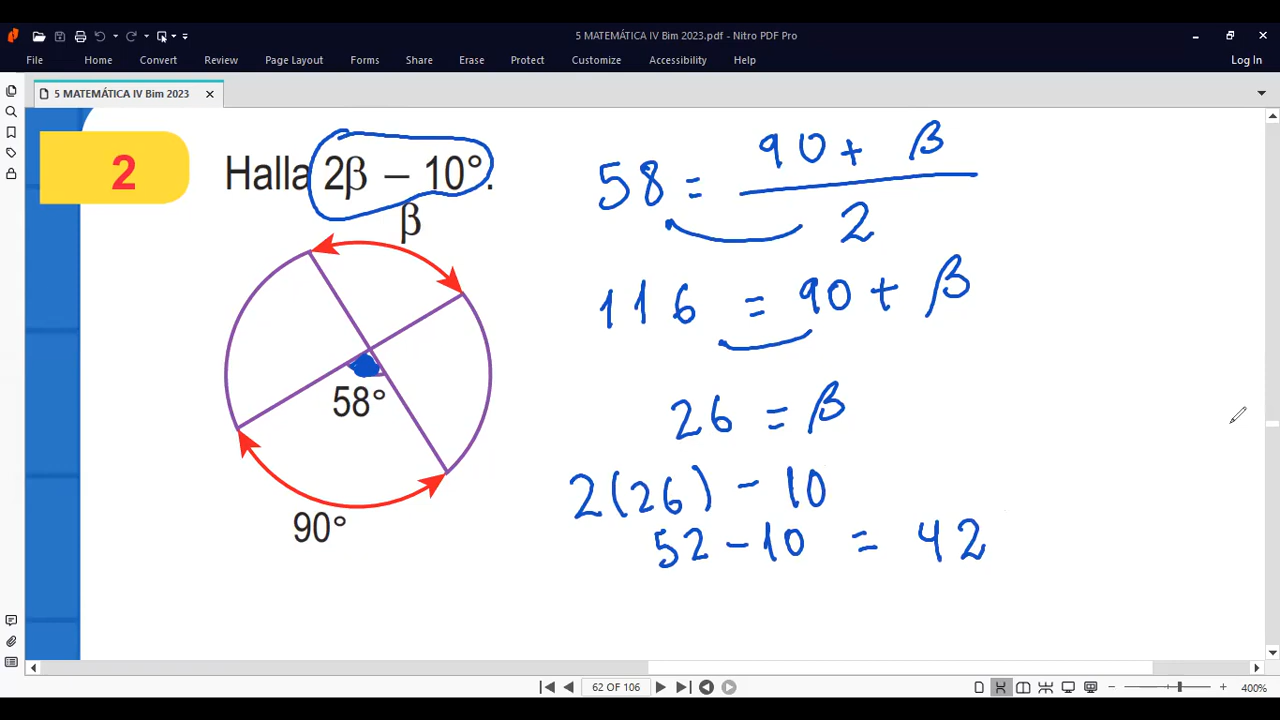 5 MATEMÁTICA IV Bim 2023.pdf - Nitro PDF Pro
File Home Convert Review Page Layout Forms Share Erase Protect Customize Accessibility Help Log In
5 MATEMÁTICA IV Bim 2023
2
Halla 2β – 10°.
β
58°
90°
58 = 90 + β / 2
116 = 90 + β
26 = β
2(26) - 10
52 - 10 = 42
62 OF 106
400%